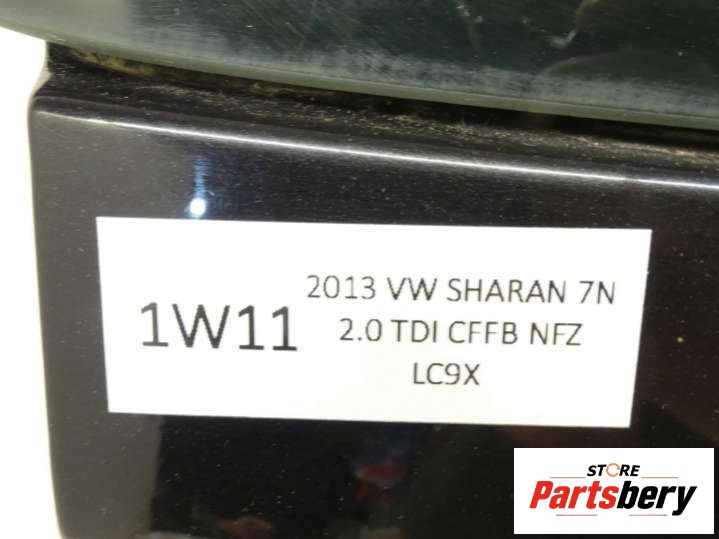 1W11
2013 VW SHARAN 7N
2.0 TDI CFFB NFZ
LC9X
STORE
Partsbery